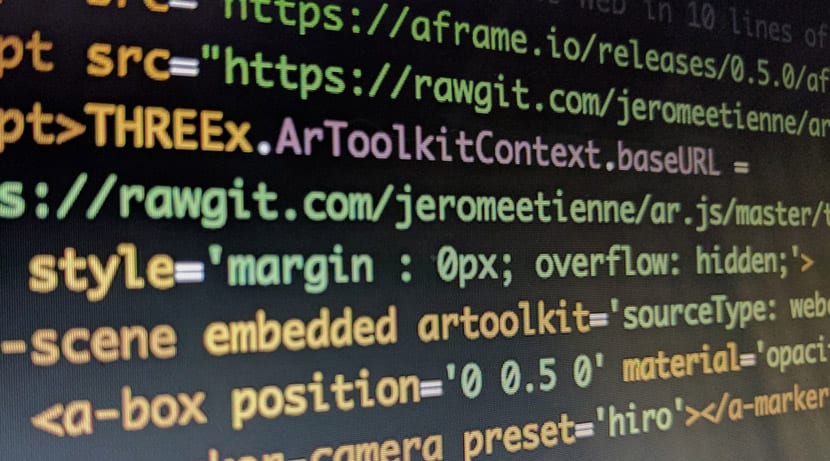 WEB in 10 lines of
src="https://aframe.io/releases/0.5.0/af
pt src="https://rawgit.com/jeromeetienne/ar
pt>THREEx.ArToolkitContext.baseURL =
s://rawgit.com/jeromeetienne/ar.js/master/t
style='margin : 0px; overflow: hidden;'>
-scene embedded artoolkit='sourceType: web
<a-box position='0 0.5 0' material='opaci
ker-camera preset='hiro'></a-marker